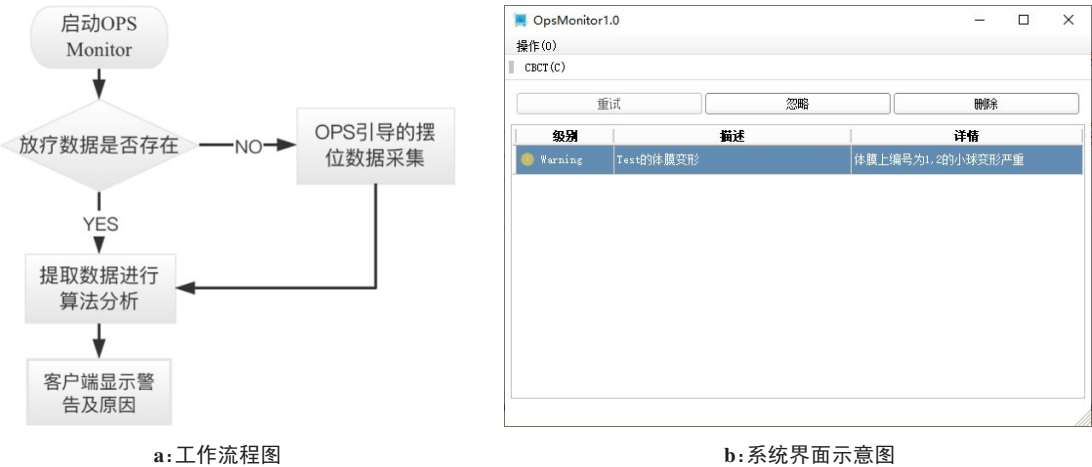 启动OPS
Monitor
放疗数据是否存在
NO
OPS引导的摆
位数据采集
YES
提取数据进行
算法分析
客户端显示警
告及原因
a:工作流程图
OpsMonitor1.0
操作(O)
CBCT(C)
重试 忽略 删除
级别 描述 详情
Warning Test的体膜变形 体膜上编号为1,2的小球变形严重
b:系统界面示意图